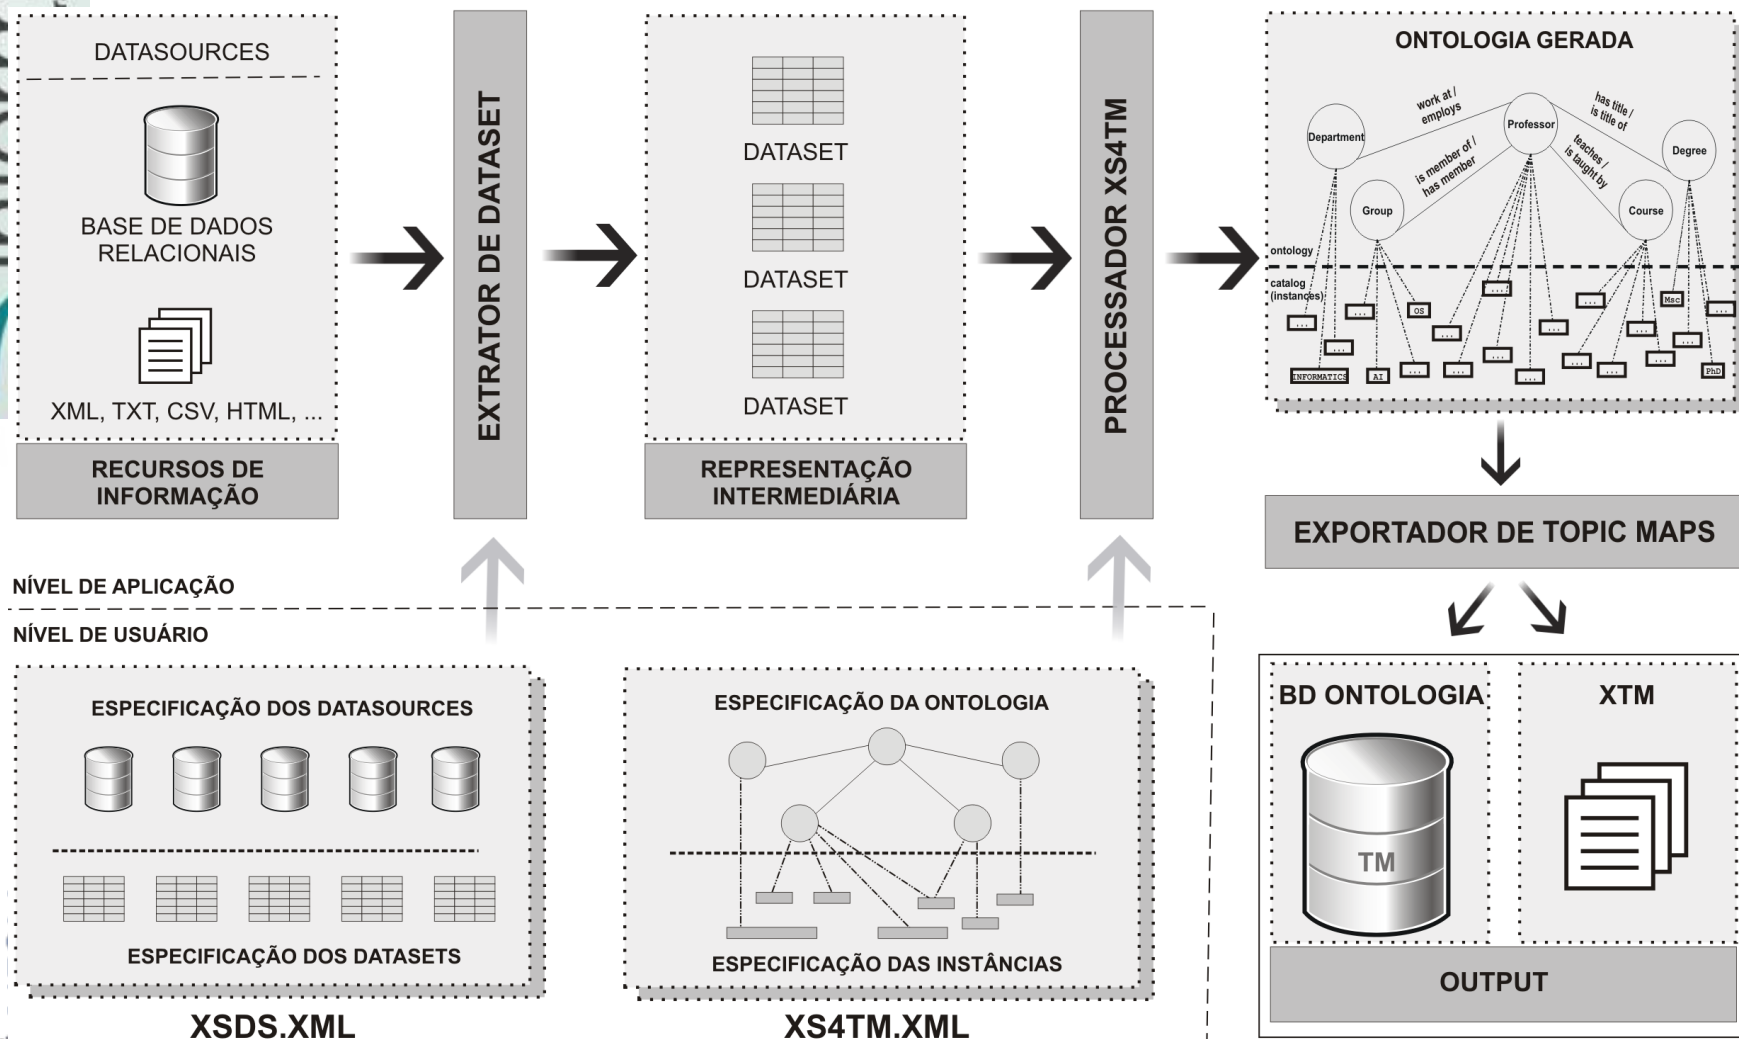 DATASOURCES
BASE DE DADOS
RELACIONAIS
XML, TXT, CSV, HTML, ...
RECURSOS DE
INFORMAÇÃO
EXTRATOR DE DATASET
DATASET
DATASET
DATASET
REPRESENTAÇÃO
INTERMEDIÁRIA
PROCESSADOR XS4TM
ONTOLOGIA GERADA
work at /
employs
has title /
is title of
Department
Professor
Degree
is member of /
has member
teaches /
is taught by
Group
Course
ontology
catalog
(instances)
...
...
OS
...
...
...
...
...
Msc
...
...
...
...
...
...
INFORMATICS
AI
...
...
...
...
...
PhD
EXPORTADOR DE TOPIC MAPS
NÍVEL DE APLICAÇÃO
NÍVEL DE USUÁRIO
ESPECIFICAÇÃO DOS DATASOURCES
ESPECIFICAÇÃO DOS DATASETS
XSDS.XML
ESPECIFICAÇÃO DA ONTOLOGIA
ESPECIFICAÇÃO DAS INSTÂNCIAS
XS4TM.XML
BD ONTOLOGIA
TM
XTM
OUTPUT